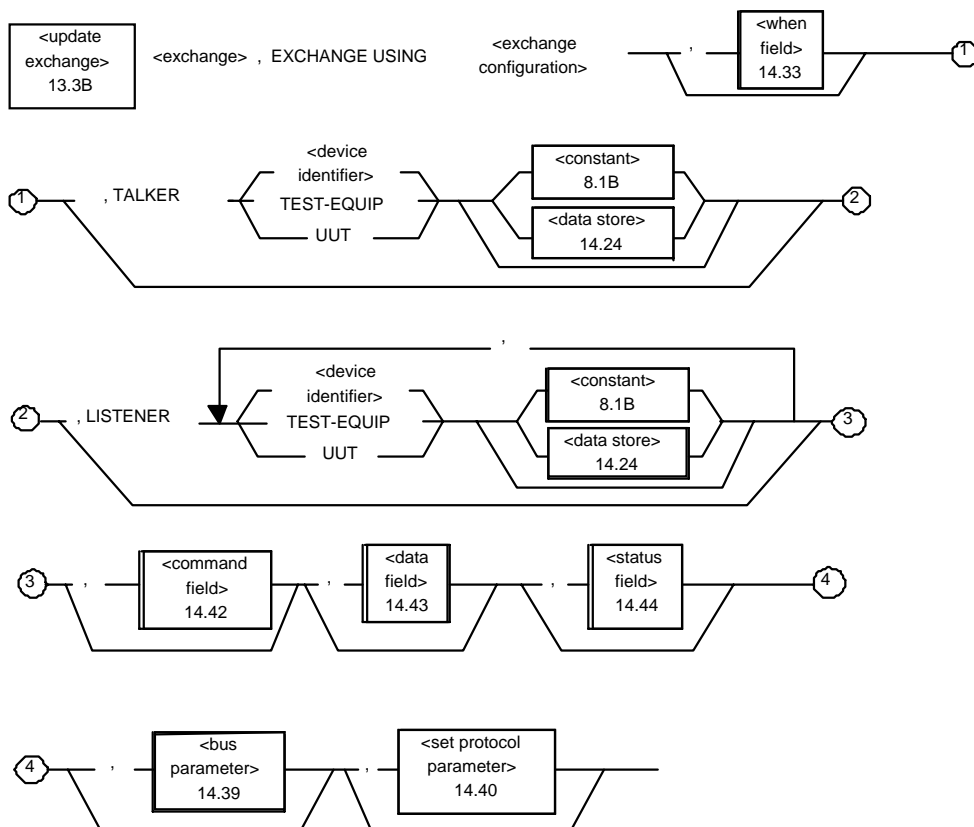 <update
exchange>
13.3B
<exchange> , EXCHANGE USING
<exchange
configuration>
,
<when
field>
14.33
1
1
, TALKER
<device
identifier>
TEST-EQUIP
UUT
<constant>
8.1B
<data store>
14.24
2
,
2
, LISTENER
<device
identifier>
TEST-EQUIP
UUT
<constant>
8.1B
<data store>
14.24
3
3
,
<command
field>
14.42
,
<data
field>
14.43
,
<status
field>
14.44
4
4
,
<bus
parameter>
14.39
,
<set protocol
parameter>
14.40